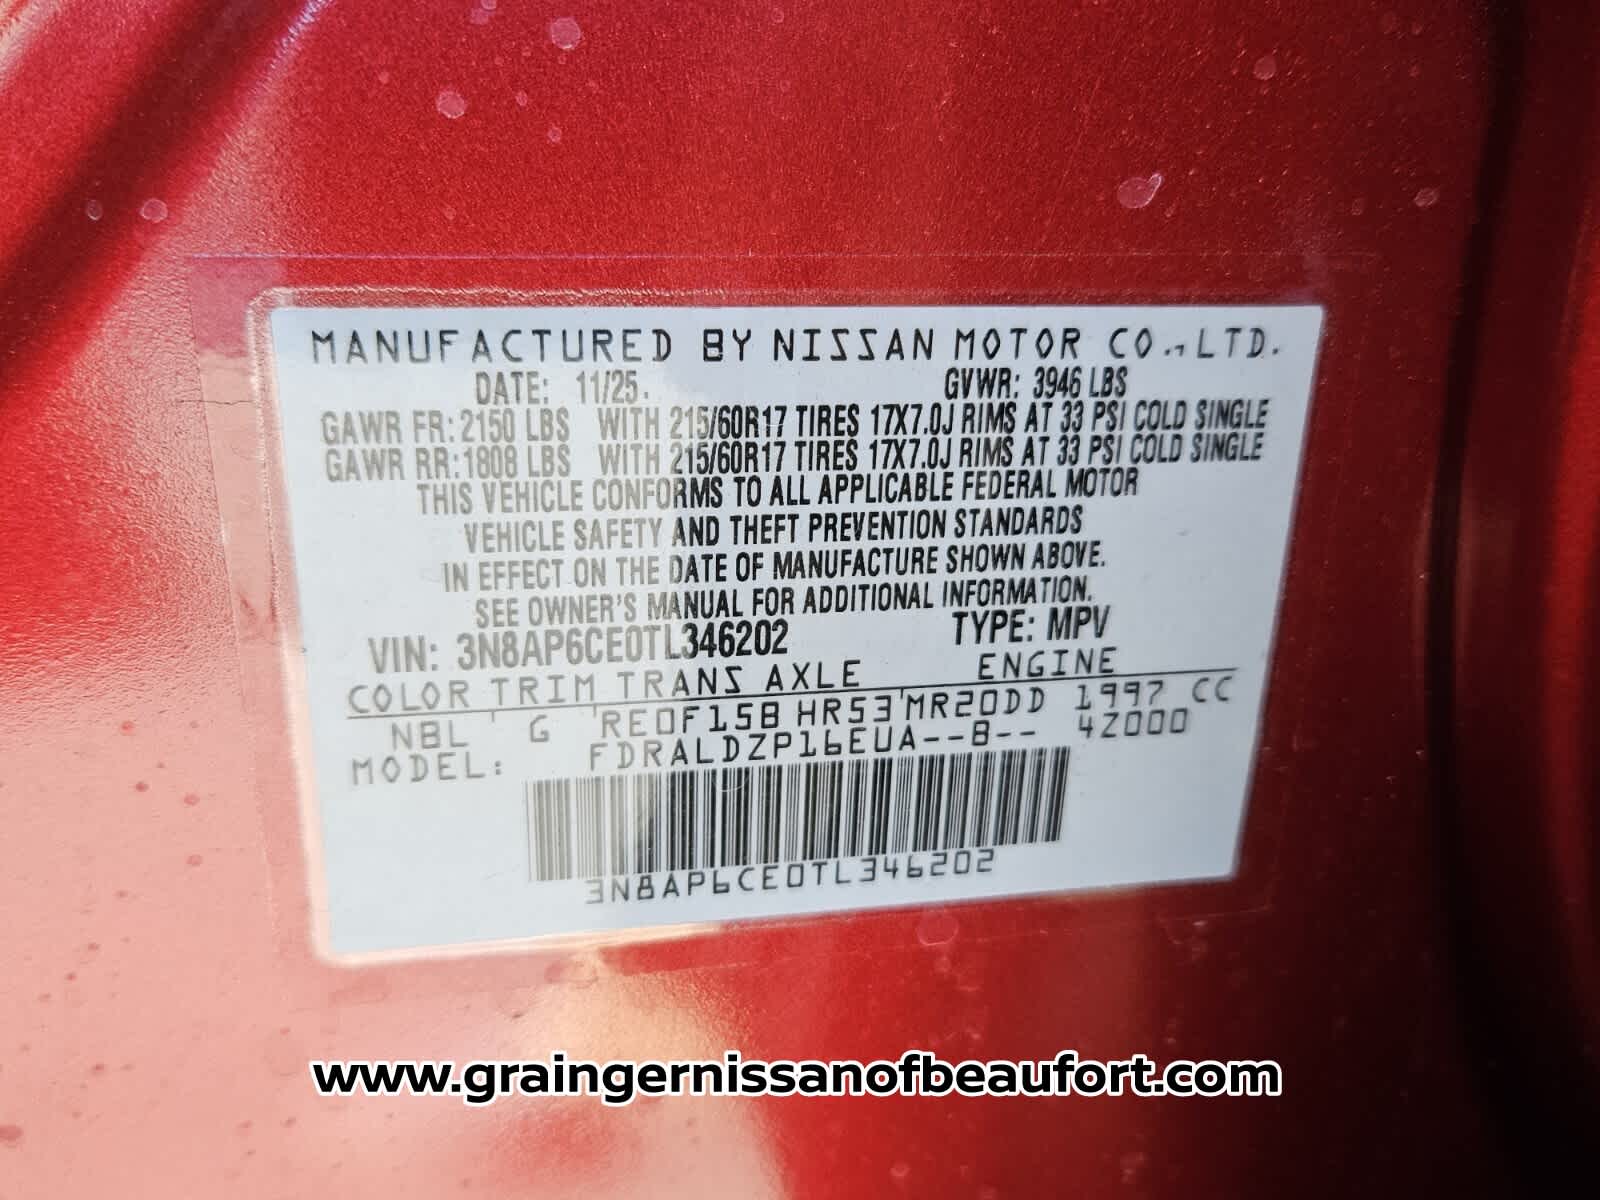 MANUFACTURED BY NISSAN MOTOR CO., LTD.
DATE: 11/25. GVWR: 3946 LBS
GAWR FR: 2150 LBS WITH 215/60R17 TIRES 17X7.0J RIMS AT 33 PSI COLD SINGLE
GAWR RR: 1808 LBS WITH 215/60R17 TIRES 17X7.0J RIMS AT 33 PSI COLD SINGLE
THIS VEHICLE CONFORMS TO ALL APPLICABLE FEDERAL MOTOR
VEHICLE SAFETY AND THEFT PREVENTION STANDARDS
IN EFFECT ON THE DATE OF MANUFACTURE SHOWN ABOVE.
SEE OWNER'S MANUAL FOR ADDITIONAL INFORMATION.
VIN: 3N8AP6CE0TL346202 TYPE: MPV
COLOR TRIM TRANS AXLE ENGINE
NBL G RE0F15B HR53 MR20DD 1997 CC
MODEL: FDRALDZP16EUA--B-- 4Z000
3N8AP6CE0TL346202
www.graingernissanofbeaufort.com